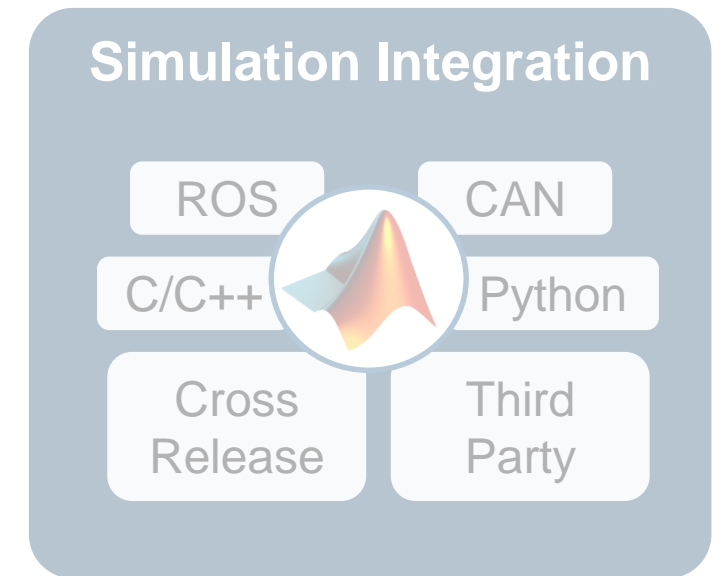 Simulation Integration
ROS
CAN
C/C++
Python
Cross
Release
Third
Party